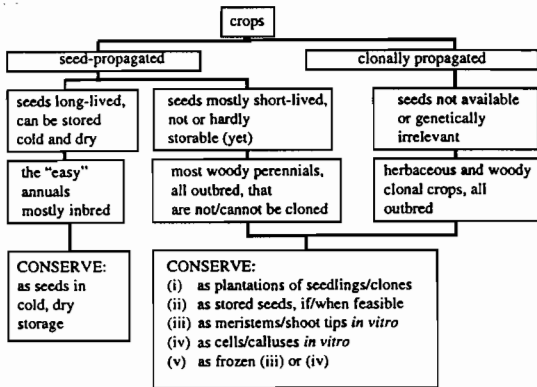 crops
seed-propagated
clonally propagated
seeds long-lived,
can be stored
cold and dry
seeds mostly short-lived,
not or hardly
storable (yet)
seeds not available
or genetically
irrelevant
the "easy"
annuals
mostly inbred
most woody perennials,
all outbred, that
are not/cannot be cloned
herbaceous and woody
clonal crops, all
outbred
CONSERVE:
as seeds in
cold, dry
storage
CONSERVE:
(i) as plantations of seedlings/clones
(ii) as stored seeds, if/when feasible
(iii) as meristems/shoot tips in vitro
(iv) as cells/calluses in vitro
(v) as frozen (iii) or (iv)